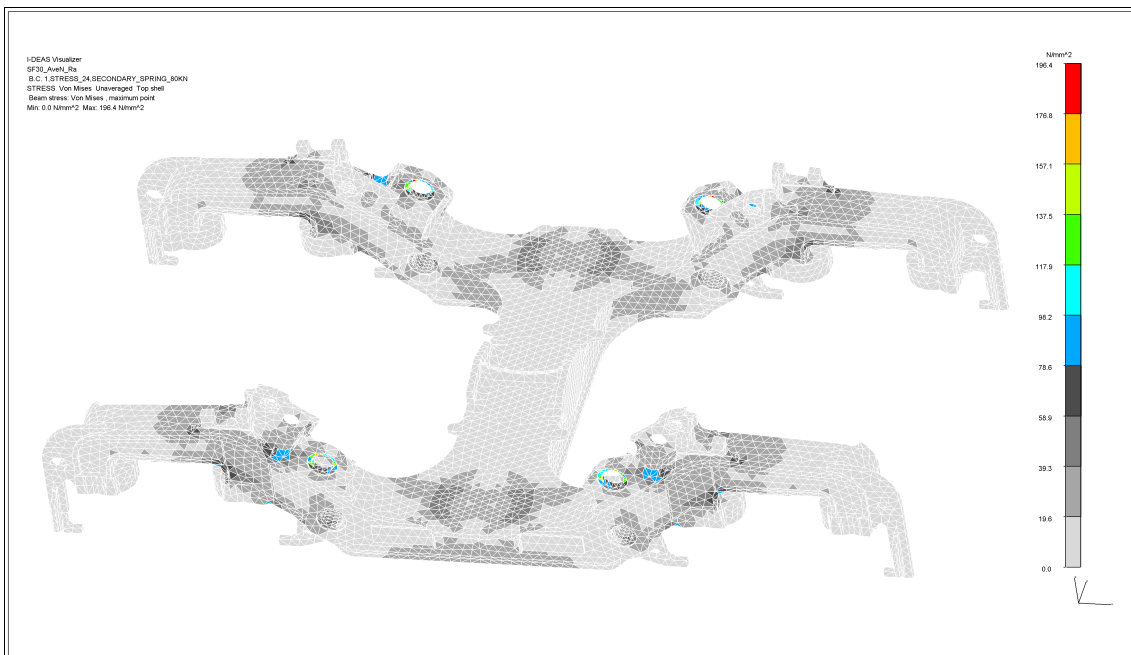 I-DEAS Visualizer
SF30_AveN_Ra
B.C. 1,STRESS_24,SECONDARY_SPRING_80KN
STRESS Von Mises Unaveraged Top shell
Beam stress: Von Mises , maximum point
Min: 0.0 N/mm^2 Max: 196.4 N/mm^2
N/mm^2
196.4
176.8
157.1
137.5
117.9
98.2
78.6
58.9
39.3
19.6
0.0